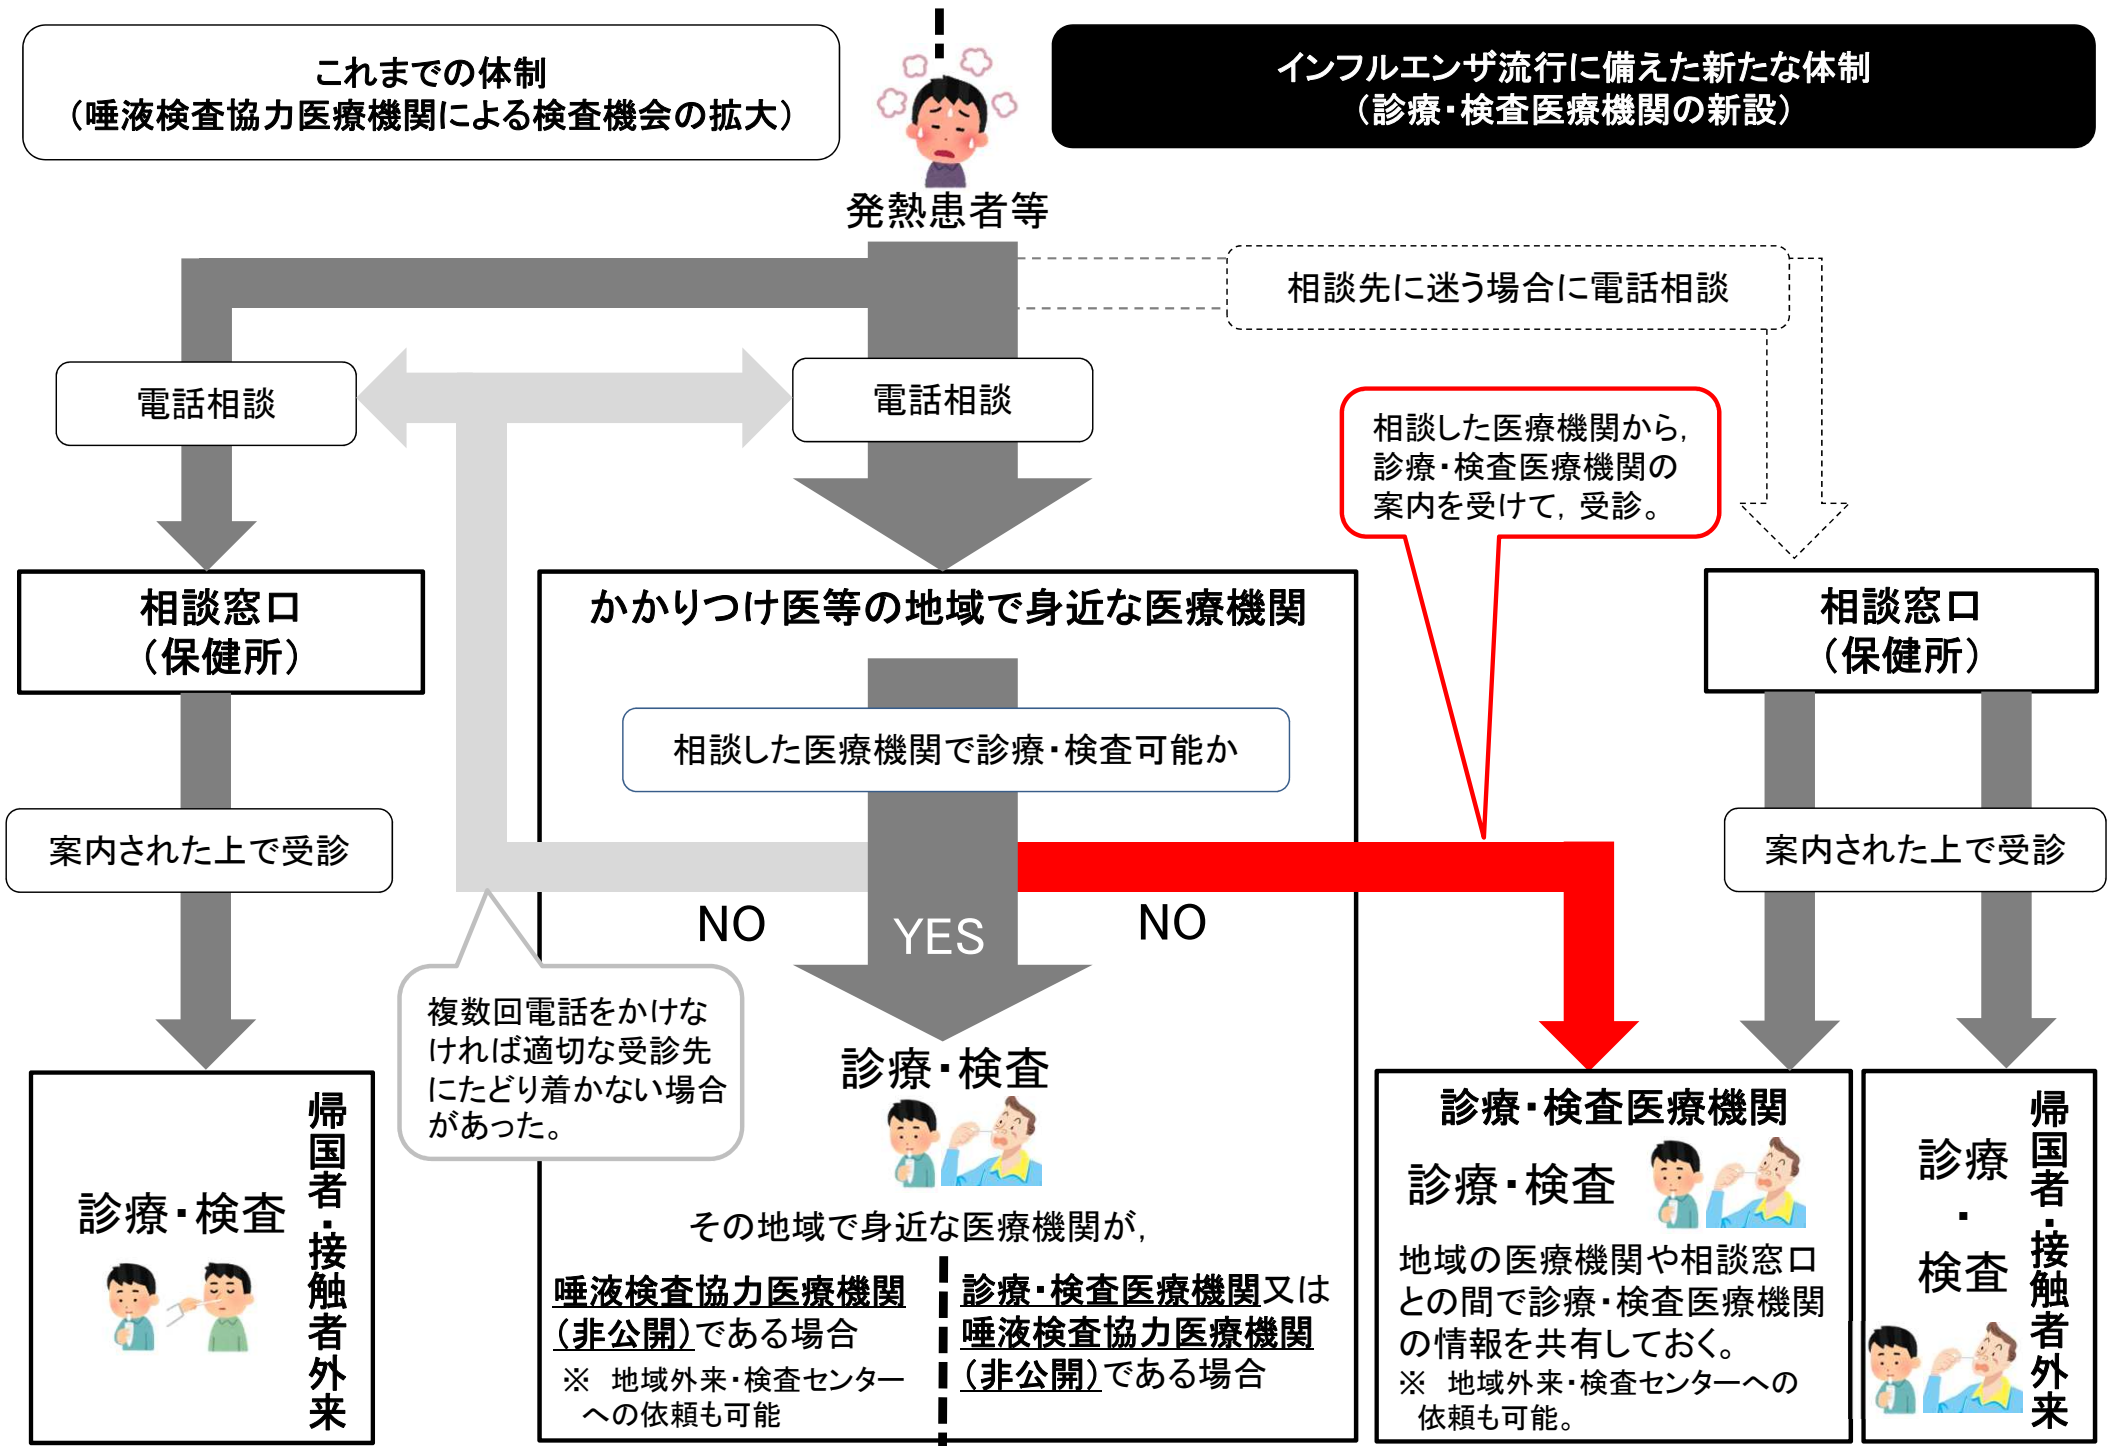 これまでの体制
（唾液検査協力医療機関による検査機会の拡大）
インフルエンザ流行に備えた新たな体制
（診療・検査医療機関の新設）
発熱患者等
相談先に迷う場合に電話相談
電話相談
電話相談
相談した医療機関から，
診療・検査医療機関の
案内を受けて，受診。
相談窓口
（保健所）
かかりつけ医等の地域で身近な医療機関
相談窓口
（保健所）
相談した医療機関で診療・検査可能か
案内された上で受診
案内された上で受診
NO
YES
NO
複数回電話をかけな
ければ適切な受診先
にたどり着かない場合
があった。
診療・検査
帰国者・接触者外来
診療・検査
その地域で身近な医療機関が，
唾液検査協力医療機関
（非公開）である場合
※　地域外来・検査センター
への依頼も可能
診療・検査医療機関又は
唾液検査協力医療機関
（非公開）である場合
診療・検査医療機関
診療・検査
地域の医療機関や相談窓口
との間で診療・検査医療機関
の情報を共有しておく。
※　地域外来・検査センターへの
依頼も可能。
帰国者・接触者外来
診療
・
検査